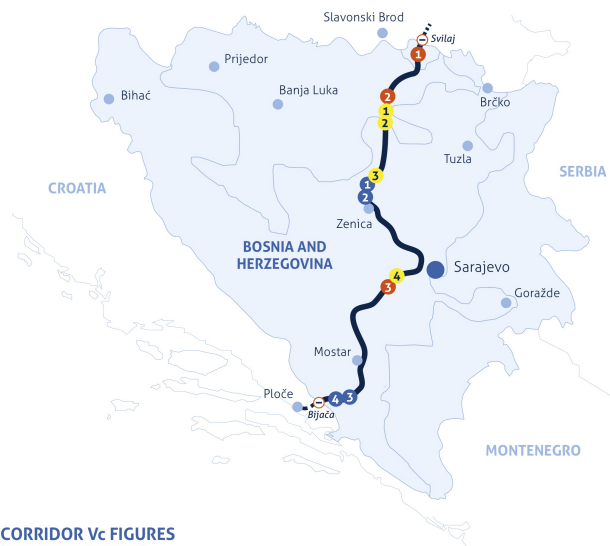 Slavonski Brod
Svilaj
1
Prijedor
2
Banja Luka
Bihać
1
Brčko
2
Tuzla
SERBIA
3
1
CROATIA
2
Zenica
BOSNIA AND
HERZEGOVINA
Sarajevo
4
3
Goražde
Mostar
Ploče
4
3
Bijača
MONTENEGRO
CORRIDOR Vc FIGURES